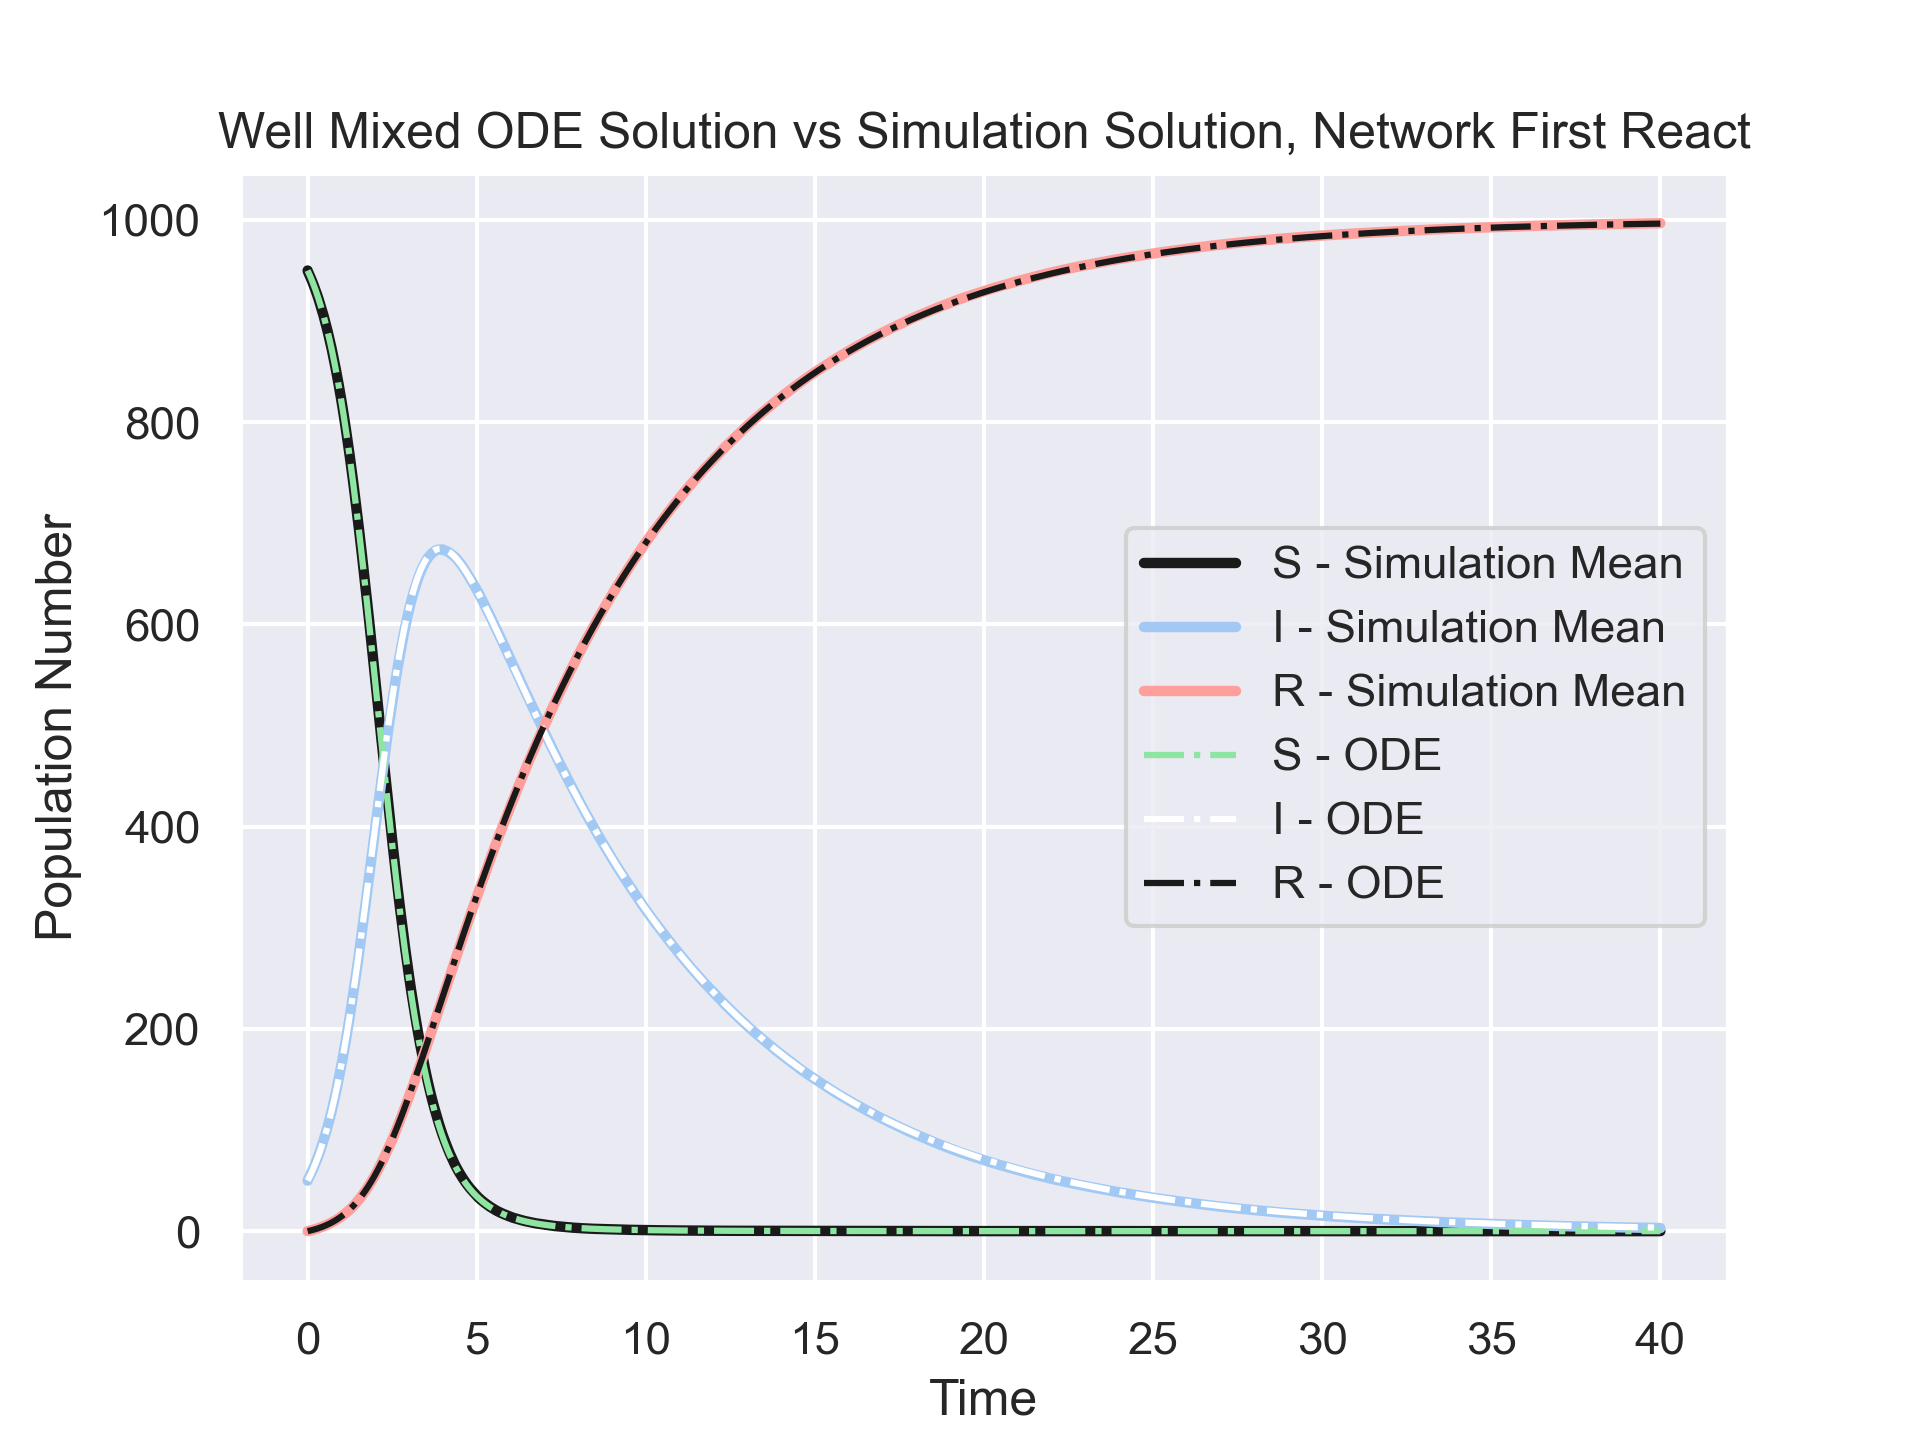 Well Mixed ODE Solution vs Simulation Solution, Network First React
1000
800
600
400
200
0
Population Number
S - Simulation Mean
I - Simulation Mean
R - Simulation Mean
S - ODE
I - ODE
R - ODE
0 5 10 15 20 25 30 35 40
Time